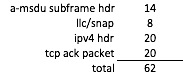 a-msdu subframe hdr 14
llc/snap 8
ipv4 hdr 20
tcp ack packet 20
total 62